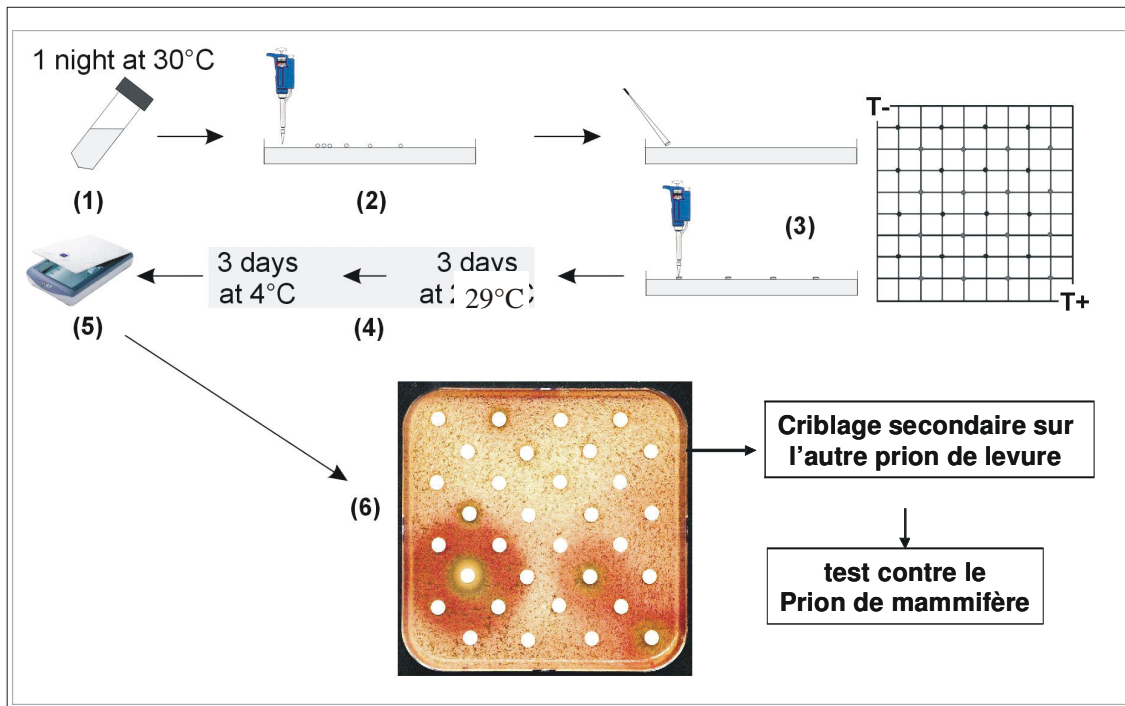 1 night at 30°C
(1)
(2)
(3)
T-
T+
3 days
at 29°C
3 days
at 4°C
(4)
(5)
(6)
Criblage secondaire sur
l'autre prion de levure
test contre le
Prion de mammifère